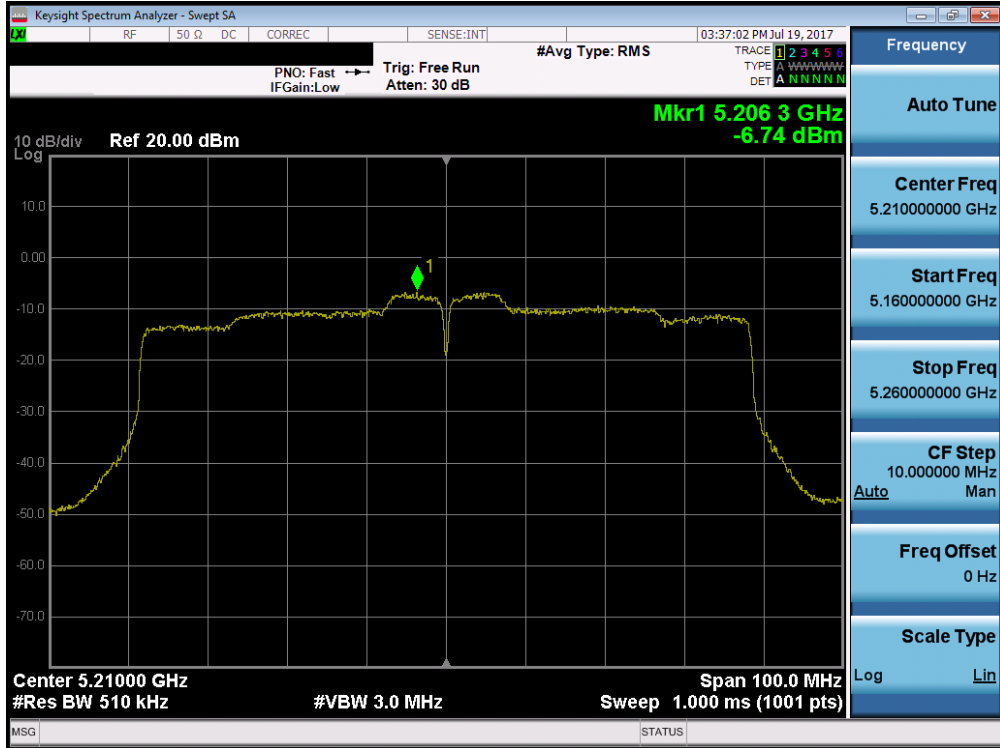 Keysight Spectrum Analyzer - Swept SA
LXI RF 50 Ω DC CORREC SENSE:INT 03:37:02 PM Jul 19, 2017
#Avg Type: RMS TRACE 1 2 3 4 5 6
PNO: Fast Trig: Free Run TYPE A WWWWW
IFGain:Low Atten: 30 dB DET A N N N N N
Mkr1 5.206 3 GHz
-6.74 dBm
10 dB/div Ref 20.00 dBm
Log
10.0
0.00
1
-10.0
-20.0
-30.0
-40.0
-50.0
-60.0
-70.0
Center 5.21000 GHz Span 100.0 MHz
#Res BW 510 kHz #VBW 3.0 MHz Sweep 1.000 ms (1001 pts)
MSG STATUS
Frequency
Auto Tune
Center Freq
5.210000000 GHz
Start Freq
5.160000000 GHz
Stop Freq
5.260000000 GHz
CF Step
10.000000 MHz
Auto Man
Freq Offset
0 Hz
Scale Type
Log Lin